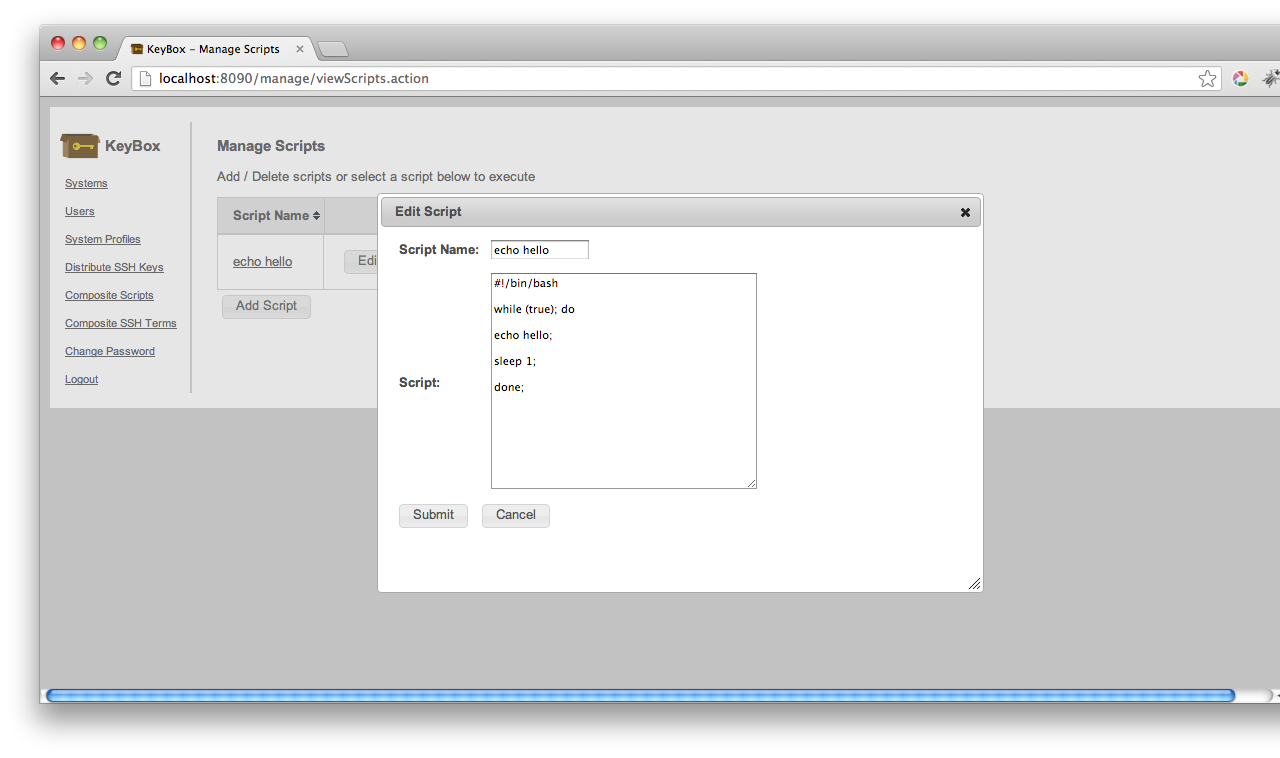 KeyBox - Manage Scripts
localhost:8090/manage/viewScripts.action
KeyBox
Systems
Users
System Profiles
Distribute SSH Keys
Composite Scripts
Composite SSH Terms
Change Password
Logout
Manage Scripts
Add / Delete scripts or select a script below to execute
Script Name
echo hello
Edi
Add Script
Edit Script
Script Name:
echo hello
Script:
#!/bin/bash
while (true); do
echo hello;
sleep 1;
done;
Submit
Cancel